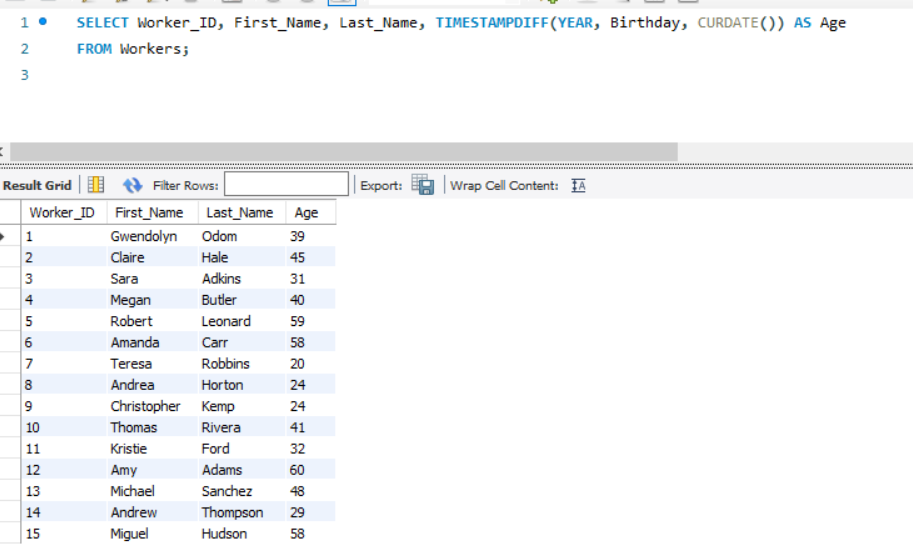 1 SELECT Worker_ID, First_Name, Last_Name, TIMESTAMPDIFF(YEAR, Birthday, CURDATE()) AS Age
2 FROM Workers;
3
Result Grid Filter Rows: Export: Wrap Cell Content:
Worker_ID First_Name Last_Name Age
1 Gwendolyn Odom 39
2 Claire Hale 45
3 Sara Adkins 31
4 Megan Butler 40
5 Robert Leonard 59
6 Amanda Carr 58
7 Teresa Robbins 20
8 Andrea Horton 24
9 Christopher Kemp 24
10 Thomas Rivera 41
11 Kristie Ford 32
12 Amy Adams 60
13 Michael Sanchez 48
14 Andrew Thompson 29
15 Miguel Hudson 58